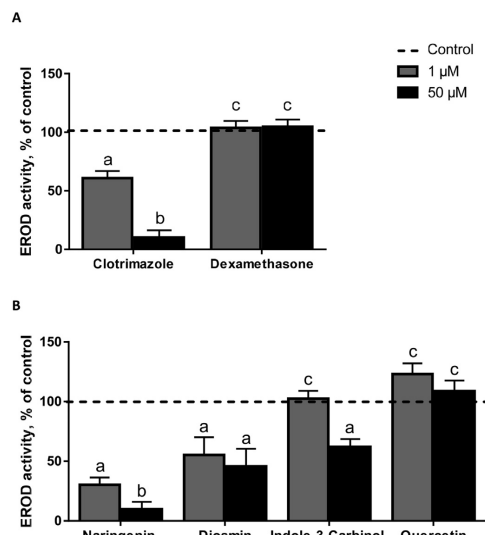 A
Control
1 µM
50 µM
EROD activity, % of control
150
100
50
0
a
b
c
c
Clotrimazole
Dexamethasone
B
EROD activity, % of control
150
100
50
0
a
b
a
a
c
a
c
c
Naringenin
Diosmin
Indole-3-Carbinol
Quercetin